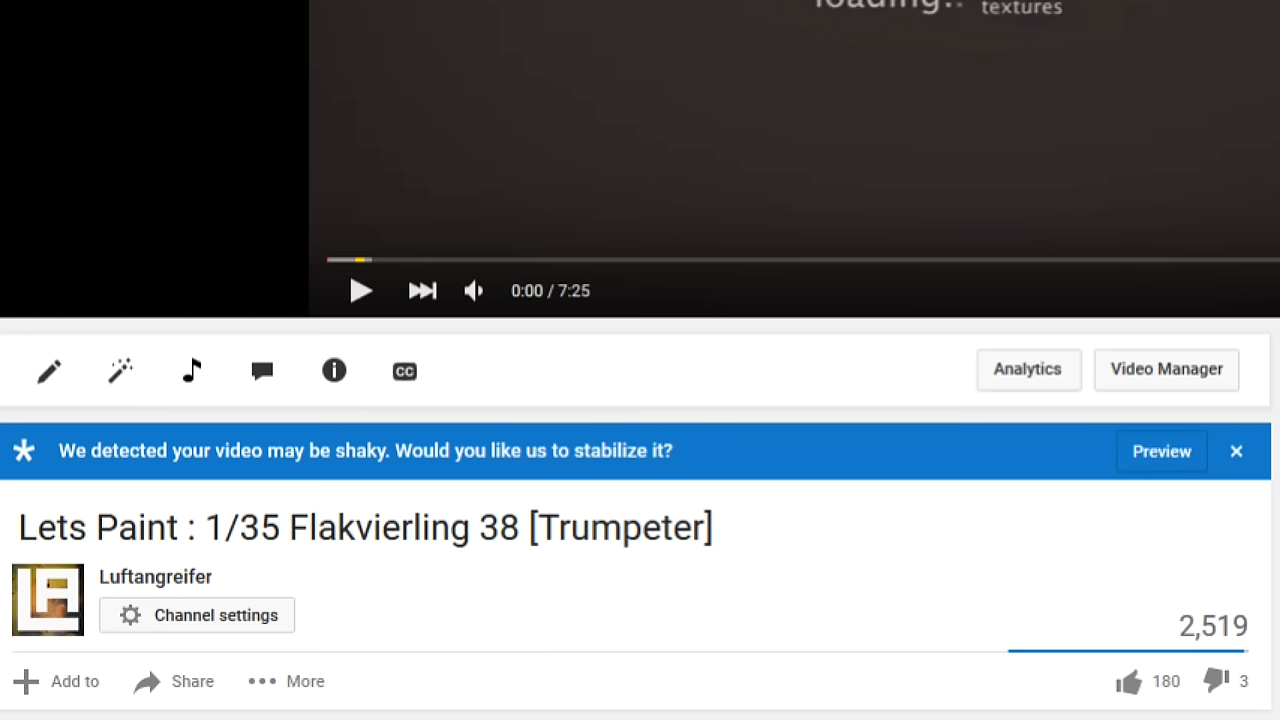 loading..
textures
0:00 / 7:25
CC
Analytics
Video Manager
We detected your video may be shaky. Would you like us to stabilize it?
Preview
Lets Paint : 1/35 Flakvierling 38 [Trumpeter]
LA
Luftangreifer
Channel settings
2,519
Add to
Share
More
180
3